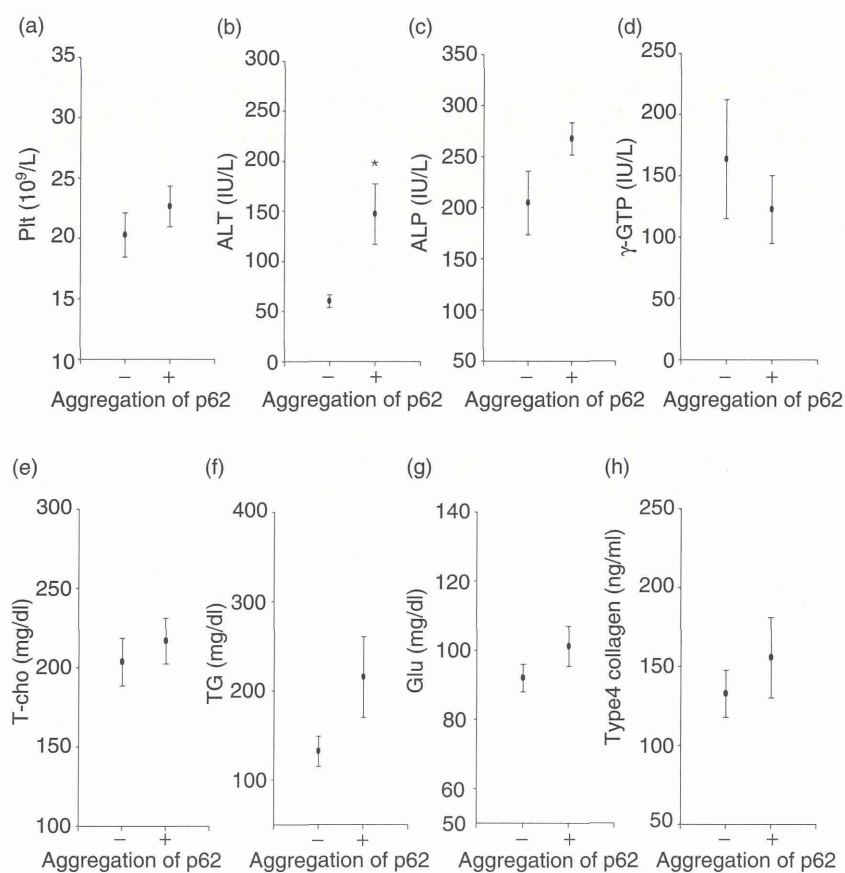 (a)
35
30
25
20
15
10
Plt (10⁹/L)
− +
Aggregation of p62
(b)
300
250
200
150
100
50
0
ALT (IU/L)
*
− +
Aggregation of p62
(c)
350
300
250
200
150
100
50
ALP (IU/L)
− +
Aggregation of p62
(d)
250
200
150
100
50
0
γ-GTP (IU/L)
− +
Aggregation of p62
(e)
300
250
200
150
100
T-cho (mg/dl)
− +
Aggregation of p62
(f)
400
300
200
100
TG (mg/dl)
− +
Aggregation of p62
(g)
140
120
100
80
60
50
Glu (mg/dl)
− +
Aggregation of p62
(h)
250
200
150
100
50
Type4 collagen (ng/ml)
− +
Aggregation of p62